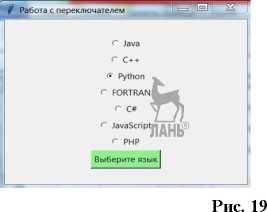 Работа с переключателем
Java
C++
Python
FORTRAN
C#
JavaScript
PHP
ЛАНЬ®
Выберите язык
Рис. 19